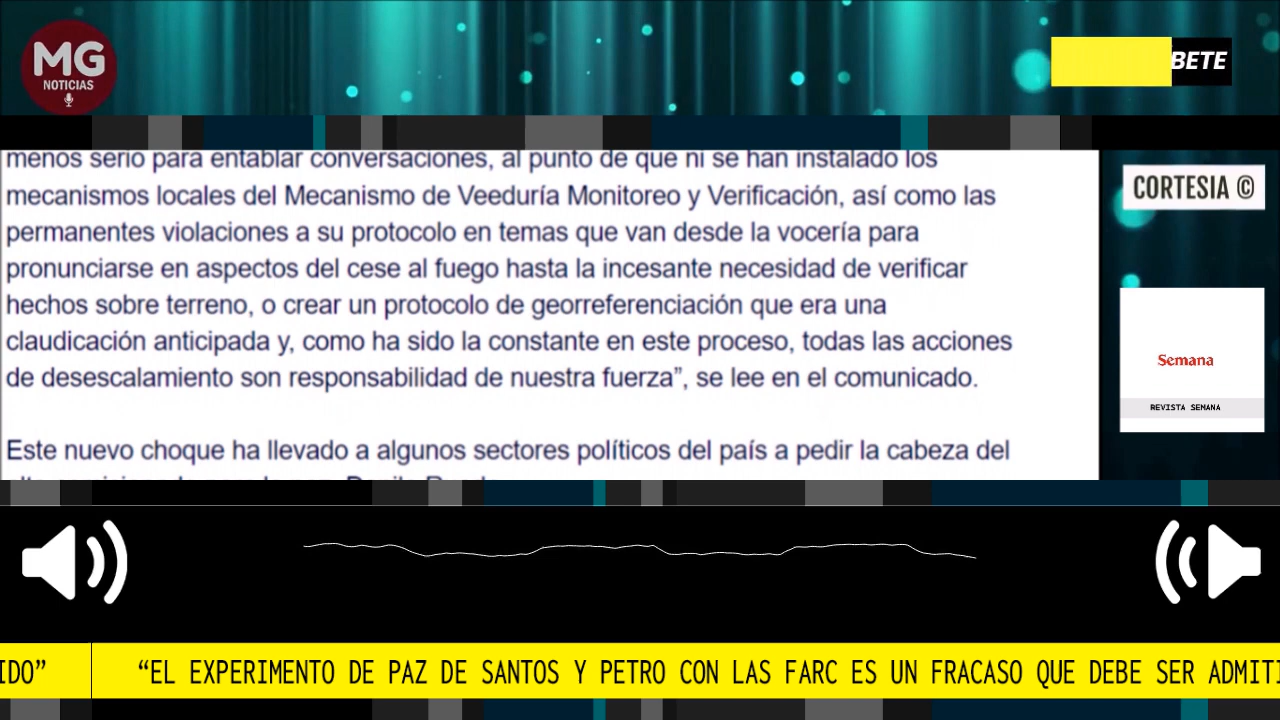 MG
NOTICIAS
BETE
menos serio para entablar conversaciones, al punto de que ni se han instalado los
mecanismos locales del Mecanismo de Veeduría Monitoreo y Verificación, así como las
permanentes violaciones a su protocolo en temas que van desde la vocería para
pronunciarse en aspectos del cese al fuego hasta la incesante necesidad de verificar
hechos sobre terreno, o crear un protocolo de georreferenciación que era una
claudicación anticipada y, como ha sido la constante en este proceso, todas las acciones
de desescalamiento son responsabilidad de nuestra fuerza”, se lee en el comunicado.
Este nuevo choque ha llevado a algunos sectores políticos del país a pedir la cabeza del
CORTESIA ©
Semana
REVISTA SEMANA
IDO” “EL EXPERIMENTO DE PAZ DE SANTOS Y PETRO CON LAS FARC ES UN FRACASO QUE DEBE SER ADMITI